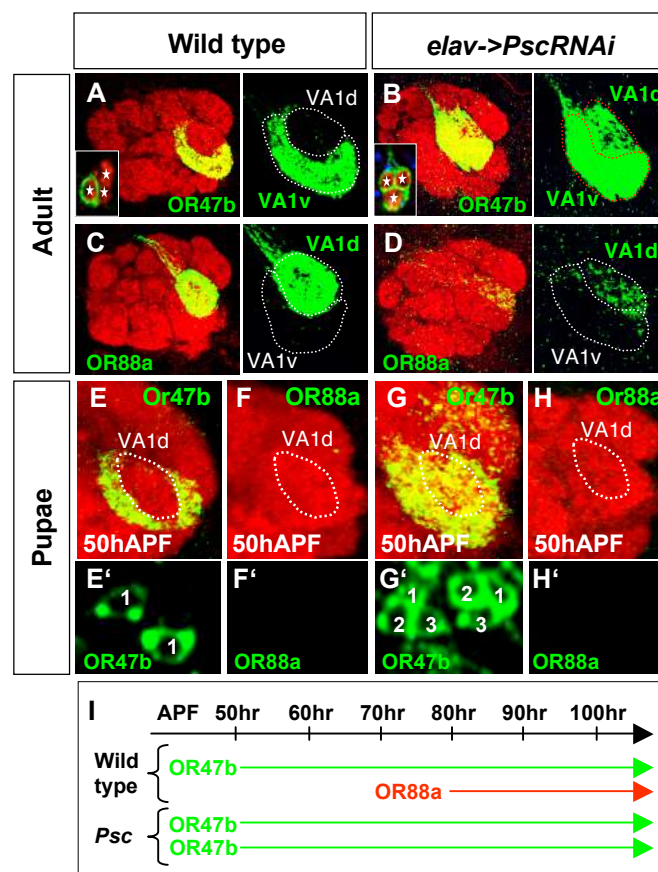 Wild type
elav->PscRNAi
Adult
A
VA1d
OR47b
VA1v
B
VA1d
OR47b
VA1v
C
VA1d
OR88a
VA1v
D
VA1d
OR88a
VA1v
Pupae
E
Or47b
VA1d
50hAPF
F
OR88a
VA1d
50hAPF
G
Or47b
VA1d
50hAPF
H
Or88a
VA1d
50hAPF
E'
1
1
OR47b
F'
OR88a
G'
1
2
1
2
3
3
OR47b
H'
OR88a
I
APF 50hr 60hr 70hr 80hr 90hr 100hr
Wild type
OR47b
OR88a
Psc
OR47b
OR47b